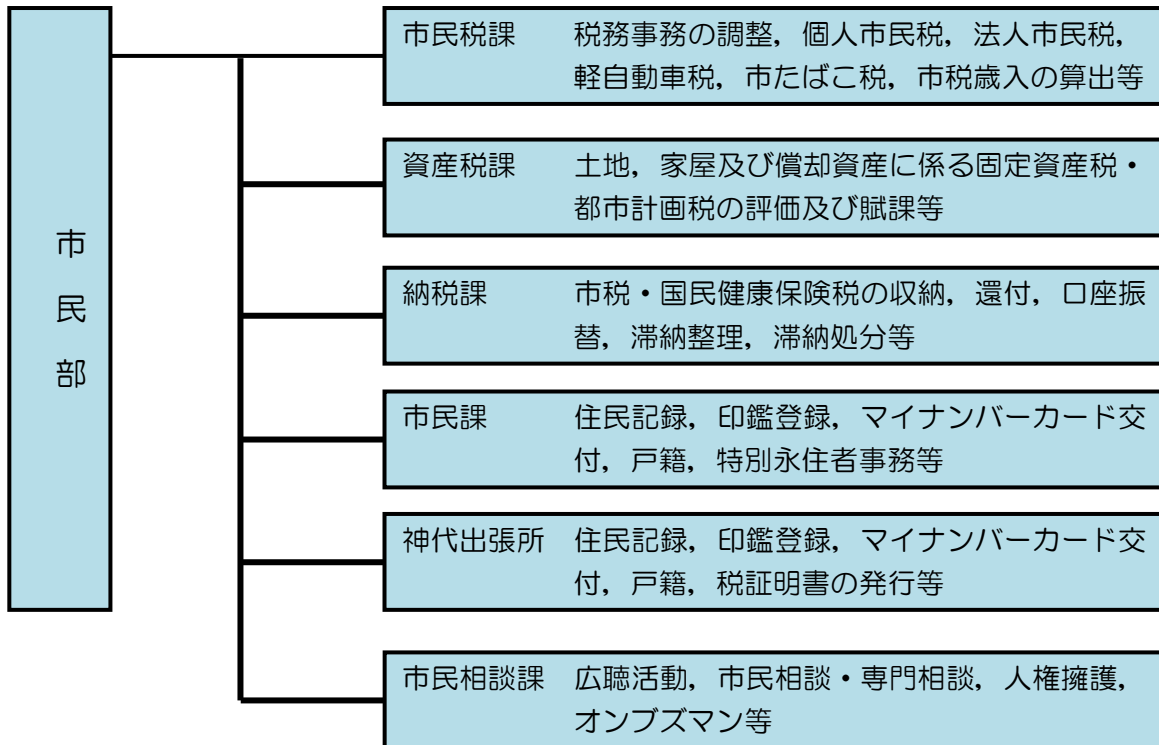 市民部
市民税課 税務事務の調整，個人市民税，法人市民税，
軽自動車税，市たばこ税，市税歳入の算出等
資産税課 土地，家屋及び償却資産に係る固定資産税・
都市計画税の評価及び賦課等
納税課 市税・国民健康保険税の収納，還付，口座振
替，滞納整理，滞納処分等
市民課 住民記録，印鑑登録，マイナンバーカード交
付，戸籍，特別永住者事務等
神代出張所 住民記録，印鑑登録，マイナンバーカード交
付，戸籍，税証明書の発行等
市民相談課 広聴活動，市民相談・専門相談，人権擁護，
オンブズマン等